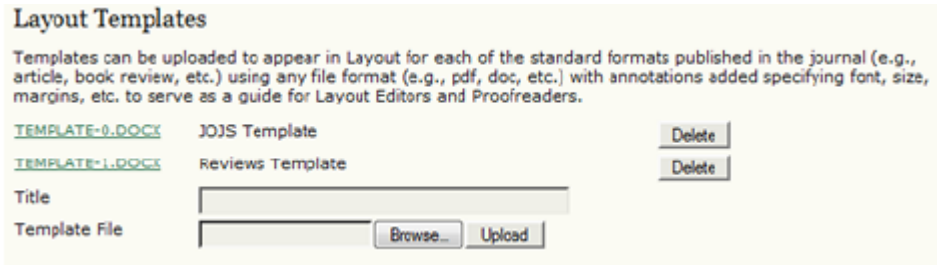 Layout Templates
Templates can be uploaded to appear in Layout for each of the standard formats published in the journal (e.g.,
article, book review, etc.) using any file format (e.g., pdf, doc, etc.) with annotations added specifying font, size,
margins, etc. to serve as a guide for Layout Editors and Proofreaders.
TEMPLATE-0.DOCX JOJS Template Delete
TEMPLATE-1.DOCX Reviews Template Delete
Title
Template File Browse... Upload